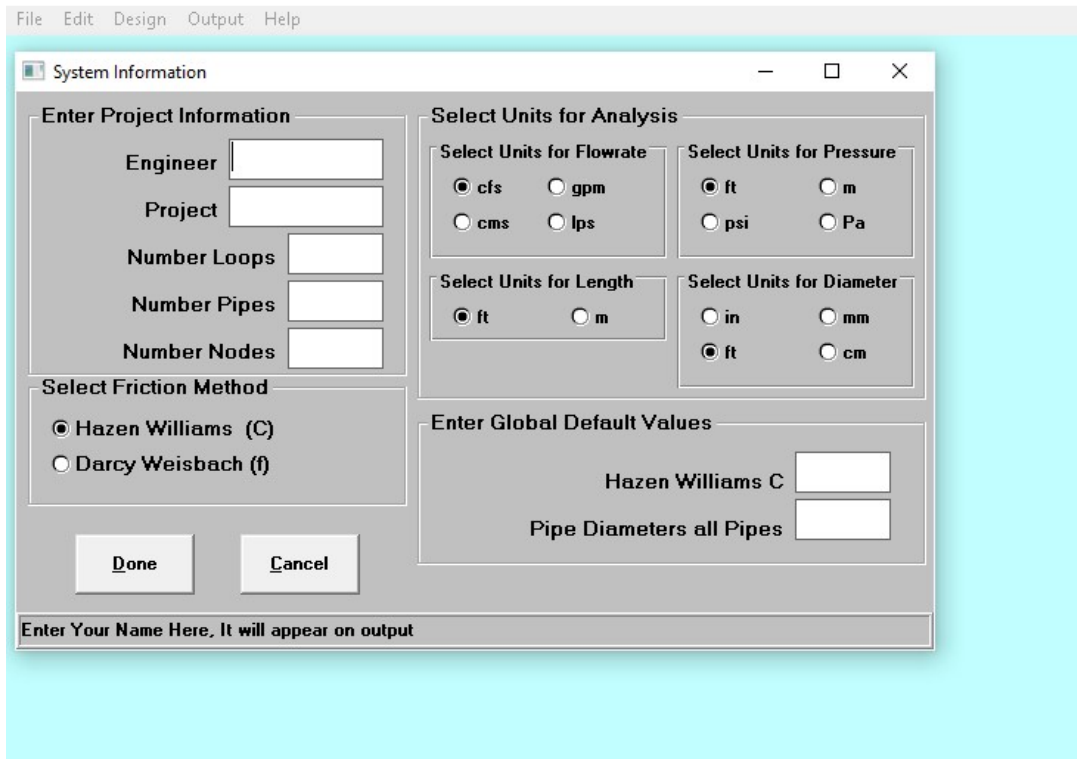 File Edit Design Output Help
System Information
Enter Project Information
Engineer
Project
Number Loops
Number Pipes
Number Nodes
Select Friction Method
Hazen Williams (C)
Darcy Weisbach (f)
Done Cancel
Select Units for Analysis
Select Units for Flowrate
cfs gpm
cms lps
Select Units for Pressure
ft m
psi Pa
Select Units for Length
ft m
Select Units for Diameter
in mm
ft cm
Enter Global Default Values
Hazen Williams C
Pipe Diameters all Pipes
Enter Your Name Here, It will appear on output